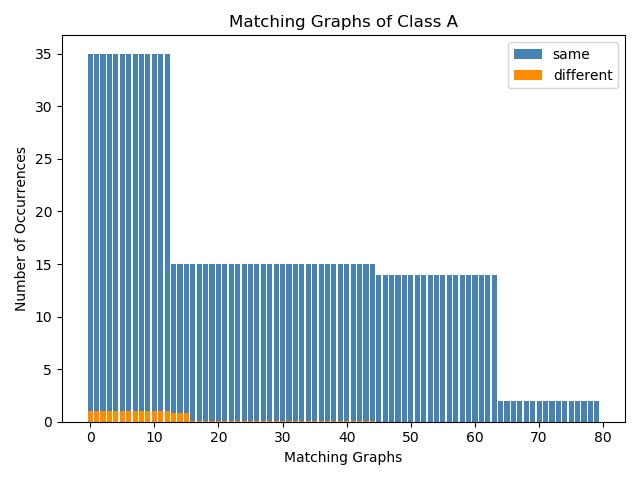 Matching Graphs of Class A
same
different
Number of Occurrences
35
30
25
20
15
10
5
0
0 10 20 30 40 50 60 70 80
Matching Graphs